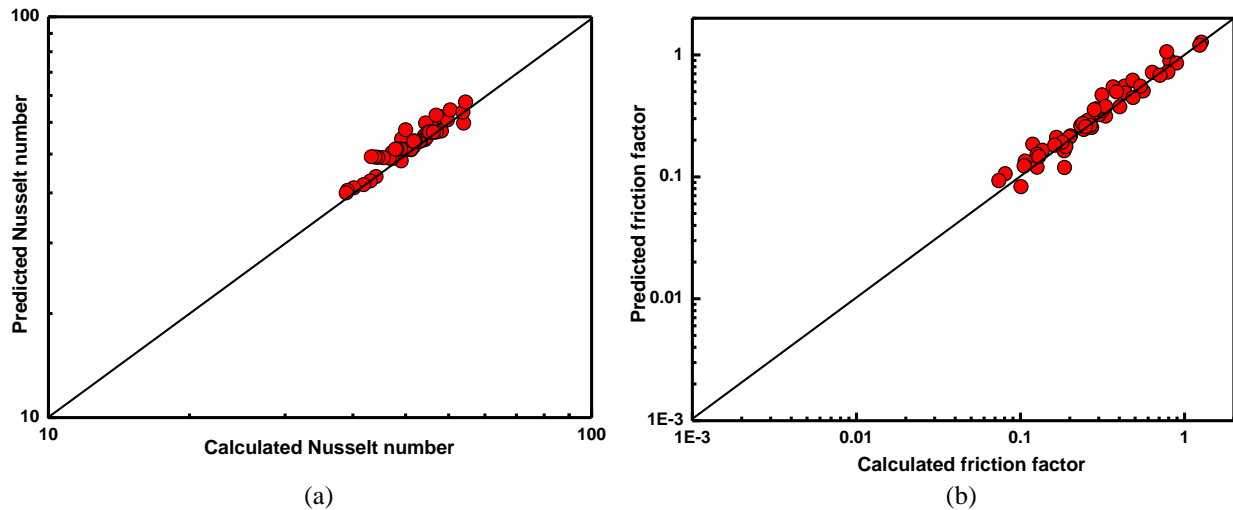 100
Predicted Nusselt number
10
10
100
Calculated Nusselt number
(a)
1
0.1
0.01
1E-3
Predicted friction factor
1E-3
0.01
0.1
1
Calculated friction factor
(b)